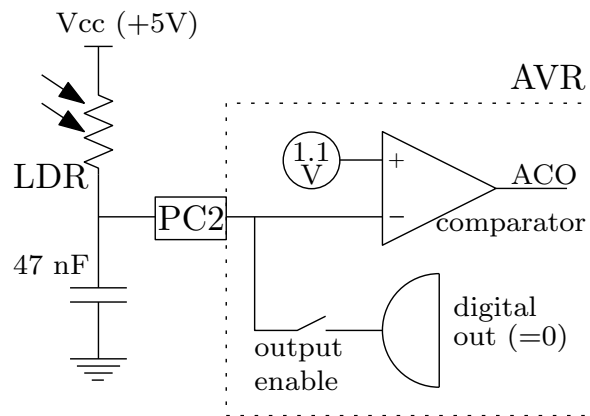 Vcc (+5V)
AVR
1.1
V
+
ACO
LDR
PC2
−
comparator
47 nF
digital
out (=0)
output
enable